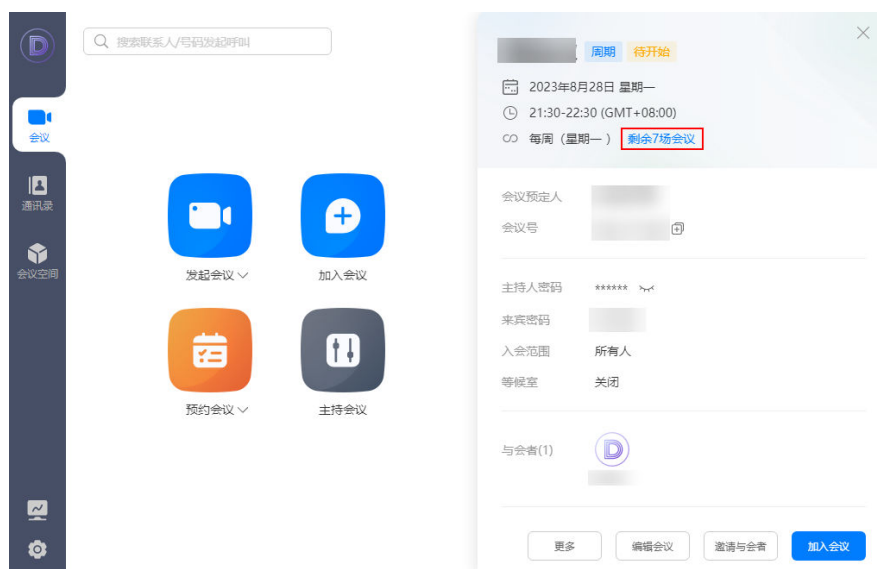 搜索联系人/号码发起呼叫
会议
通讯录
会议空间
发起会议
加入会议
预约会议
主持会议
周期 待开始
2023年8月28日 星期一
21:30-22:30 (GMT+08:00)
每周（星期一） 剩余7场会议
会议预定人
会议号
主持人密码 ******
来宾密码
入会范围 所有人
等候室 关闭
与会者(1)
更多 编辑会议 邀请与会者 加入会议